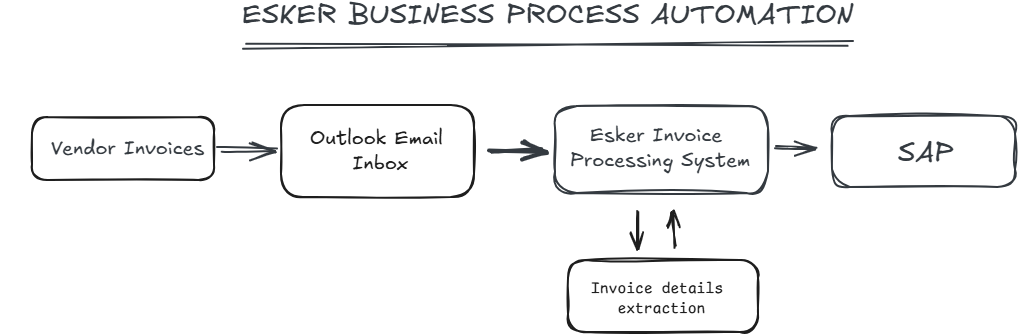 ESKER BUSINESS PROCESS AUTOMATION
Vendor Invoices
Outlook Email
Inbox
Esker Invoice
Processing System
SAP
Invoice details
extraction